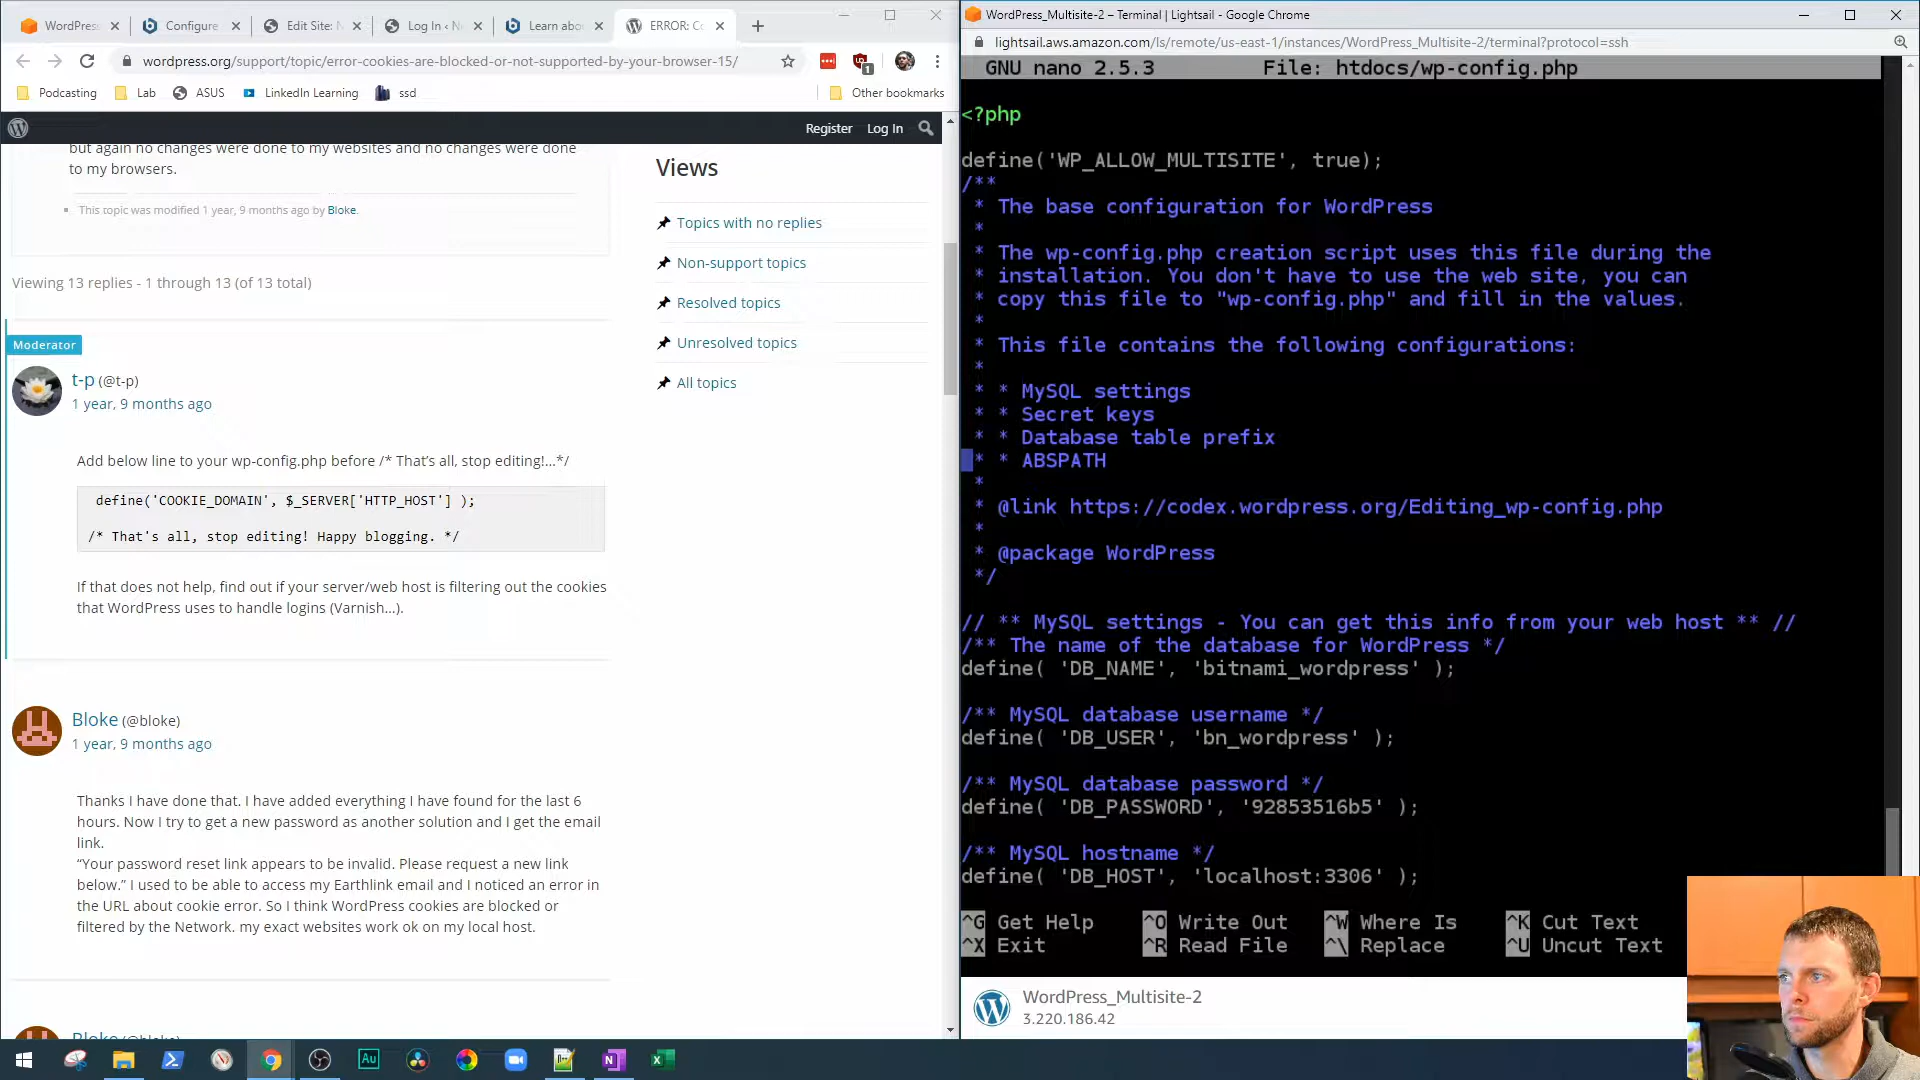 WordPress
Configure
Edit Site: N
Log In ‹ N
Learn abou
ERROR: Co
wordpress.org/support/topic/error-cookies-are-blocked-or-not-supported-by-your-browser-15/
1
Podcasting
Lab
ASUS
LinkedIn Learning
ssd
Other bookmarks
Register
Log In
but again no changes were done to my websites and no changes were done
to my browsers.
This topic was modified 1 year, 9 months ago by Bloke.
Viewing 13 replies - 1 through 13 (of 13 total)
Moderator
t-p (@t-p)
1 year, 9 months ago
Add below line to your wp-config.php before /* That’s all, stop editing!…*/
define('COOKIE_DOMAIN', $_SERVER['HTTP_HOST'] );
/* That's all, stop editing! Happy blogging. */
If that does not help, find out if your server/web host is filtering out the cookies
that WordPress uses to handle logins (Varnish…).
Bloke (@bloke)
1 year, 9 months ago
Thanks I have done that. I have added everything I have found for the last 6
hours. Now I try to get a new password as another solution and I get the email
link.
“Your password reset link appears to be invalid. Please request a new link
below.” I used to be able to access my Earthlink email and I noticed an error in
the URL about cookie error. So I think WordPress cookies are blocked or
filtered by the Network. my exact websites work ok on my local host.
Bloke (@bloke)
Views
Topics with no replies
Non-support topics
Resolved topics
Unresolved topics
All topics
WordPress_Multisite-2 – Terminal | Lightsail - Google Chrome
lightsail.aws.amazon.com/ls/remote/us-east-1/instances/WordPress_Multisite-2/terminal?protocol=ssh
GNU nano 2.5.3 File: htdocs/wp-config.php
<?php
define('WP_ALLOW_MULTISITE', true);
/**
* The base configuration for WordPress
*
* The wp-config.php creation script uses this file during the
* installation. You don't have to use the web site, you can
* copy this file to "wp-config.php" and fill in the values.
*
* This file contains the following configurations:
*
* * MySQL settings
* * Secret keys
* * Database table prefix
* * ABSPATH
*
* @link https://codex.wordpress.org/Editing_wp-config.php
*
* @package WordPress
*/
// ** MySQL settings - You can get this info from your web host ** //
/** The name of the database for WordPress */
define( 'DB_NAME', 'bitnami_wordpress' );
/** MySQL database username */
define( 'DB_USER', 'bn_wordpress' );
/** MySQL database password */
define( 'DB_PASSWORD', '92853516b5' );
/** MySQL hostname */
define( 'DB_HOST', 'localhost:3306' );
^G Get Help ^O Write Out ^W Where Is ^K Cut Text
^X Exit ^R Read File ^\ Replace ^U Uncut Text
WordPress_Multisite-2
3.220.186.42
Au